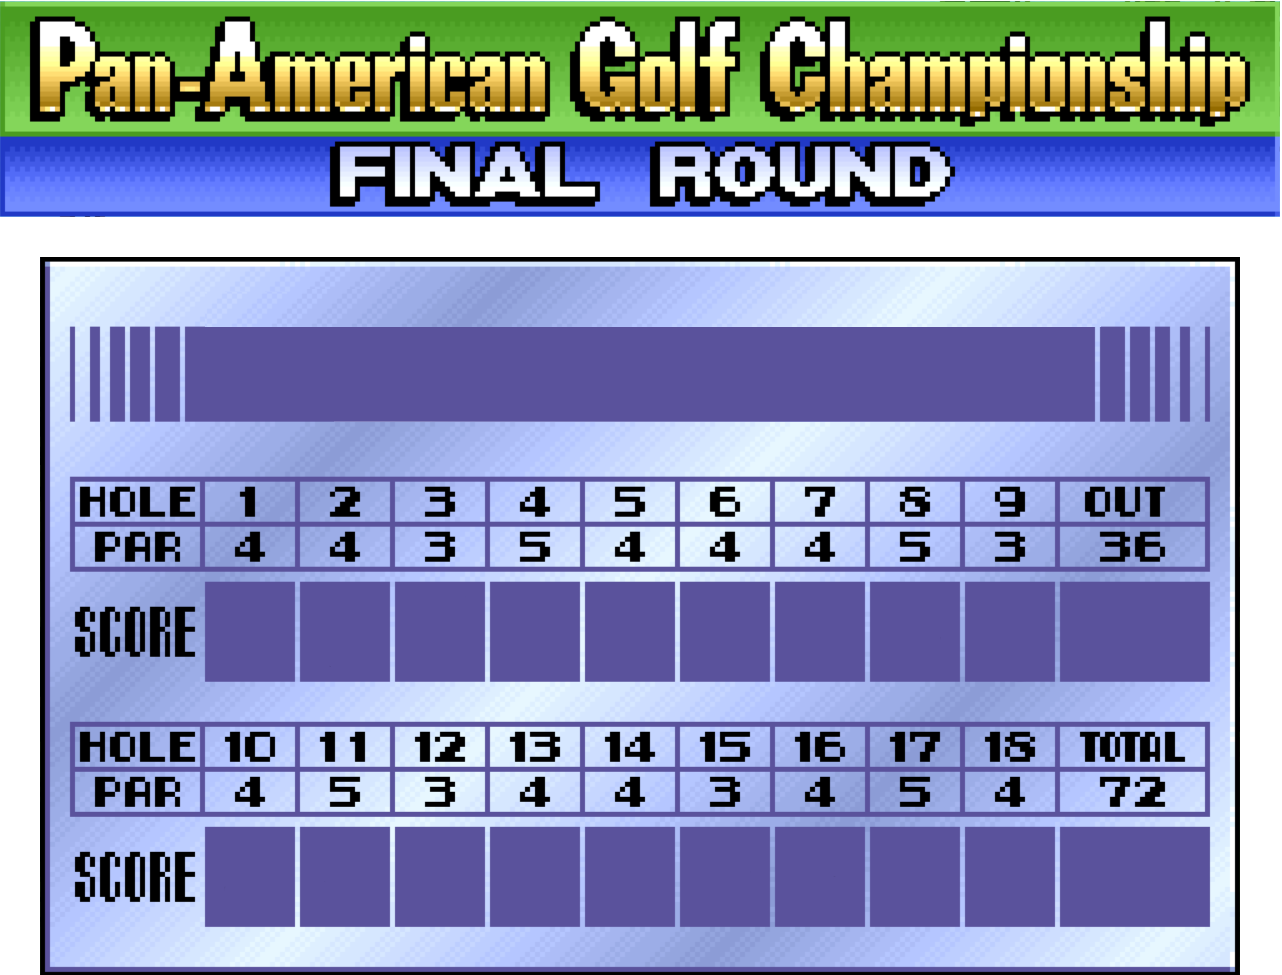 Pan-American Golf Championship
FINAL ROUND
HOLE 1 2 3 4 5 6 7 8 9 OUT
PAR 4 4 3 5 4 4 4 5 3 36
SCORE
HOLE 10 11 12 13 14 15 16 17 18 TOTAL
PAR 4 5 3 4 4 3 4 5 4 72
SCORE